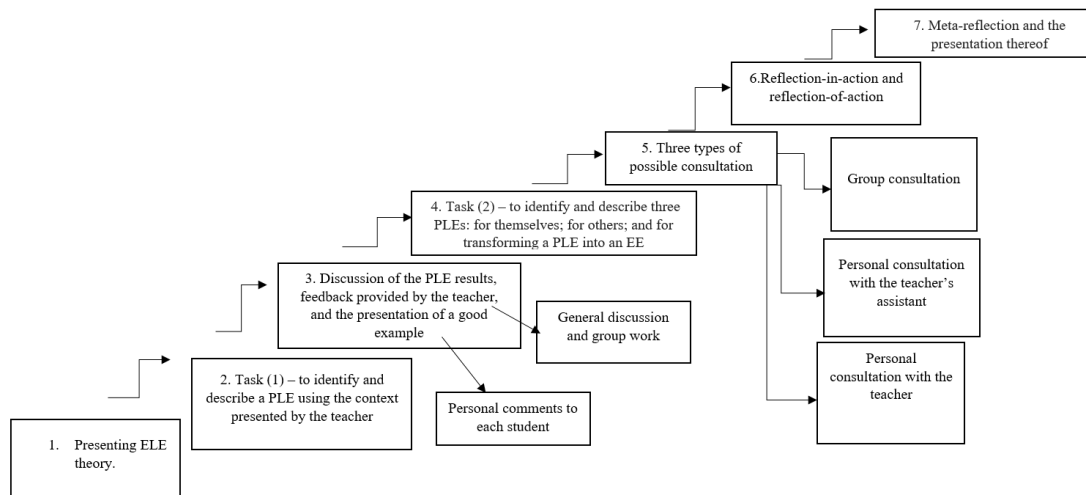 7. Meta-reflection and the
presentation thereof
6.Reflection-in-action and
reflection-of-action
5. Three types of
possible consultation
Group consultation
4. Task (2) – to identify and describe three
PLEs: for themselves; for others; and for
transforming a PLE into an EE
Personal consultation
with the teacher’s
assistant
3. Discussion of the PLE results,
feedback provided by the teacher,
and the presentation of a good
example
General discussion
and group work
Personal
consultation with the
teacher
2. Task (1) – to identify and
describe a PLE using the context
presented by the teacher
Personal comments to
each student
1. Presenting ELE
theory.